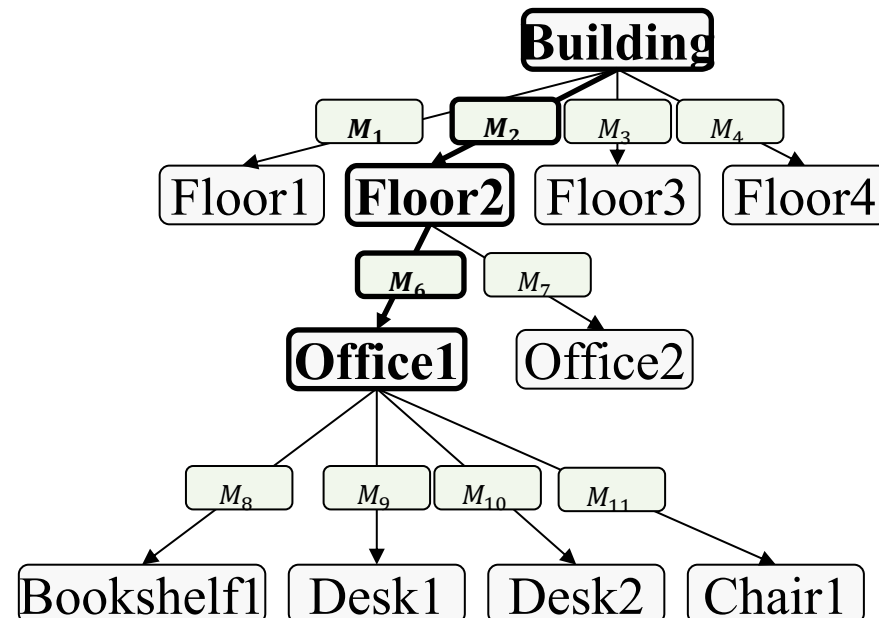 Building
M₁ M₂ M₃ M₄
Floor1 Floor2 Floor3 Floor4
M₆ M₇
Office1 Office2
M₈ M₉ M₁₀ M₁₁
Bookshelf1 Desk1 Desk2 Chair1